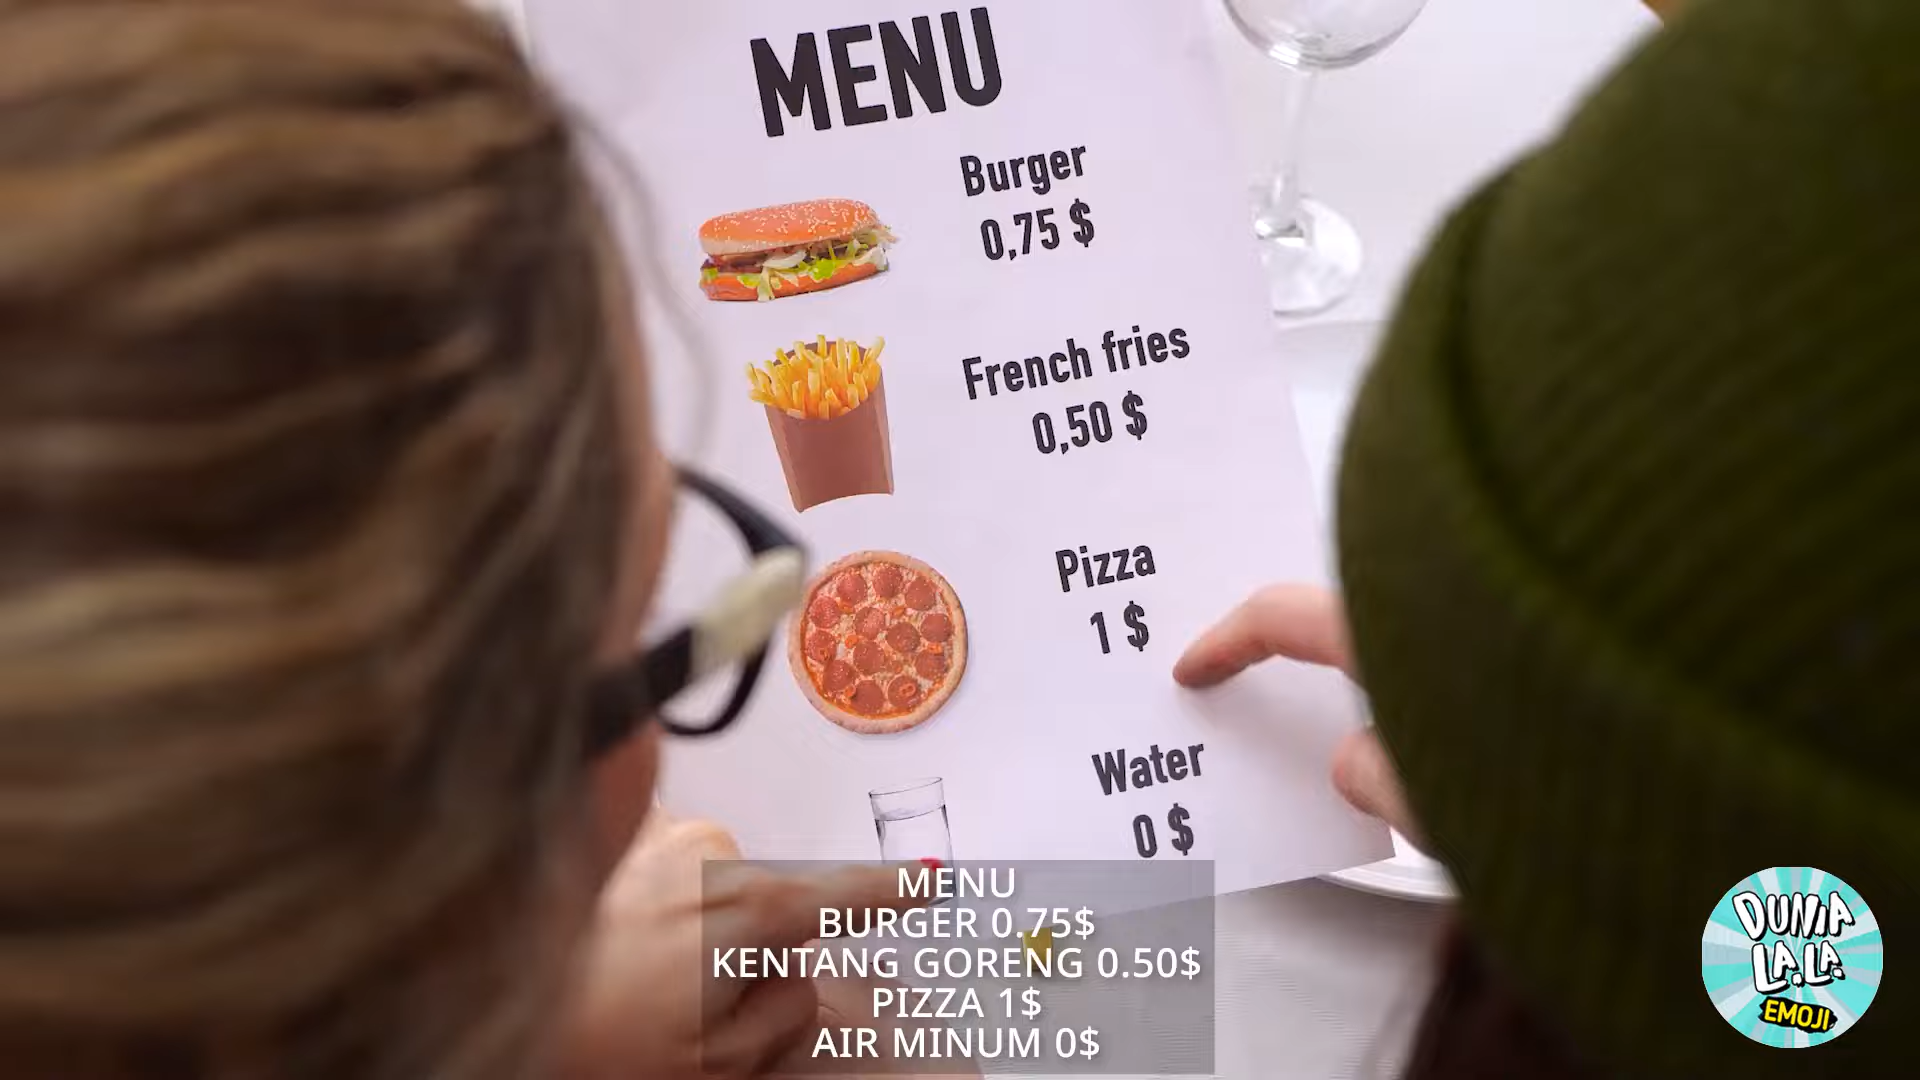 MENU
Burger
0,75 $
French fries
0,50 $
Pizza
1 $
Water
0 $
MENU
BURGER 0.75$
KENTANG GORENG 0.50$
PIZZA 1$
AIR MINUM 0$
DUNIA
LA.LA.
EMOJI